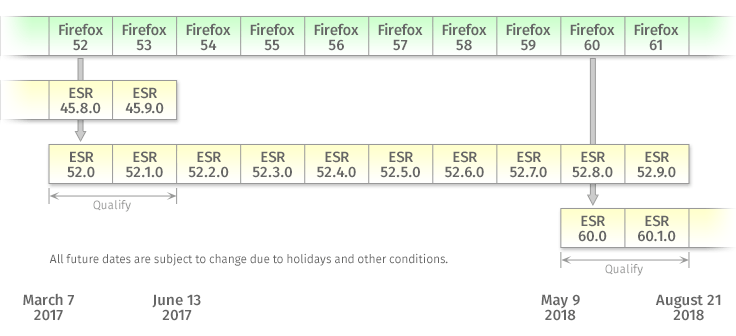 Firefox Firefox Firefox Firefox Firefox Firefox Firefox Firefox Firefox Firefox
52 53 54 55 56 57 58 59 60 61
ESR ESR
45.8.0 45.9.0
ESR ESR ESR ESR ESR ESR ESR ESR ESR ESR
52.0 52.1.0 52.2.0 52.3.0 52.4.0 52.5.0 52.6.0 52.7.0 52.8.0 52.9.0
Qualify
ESR ESR
60.0 60.1.0
All future dates are subject to change due to holidays and other conditions.
Qualify
March 7 June 13 May 9 August 21
2017 2017 2018 2018